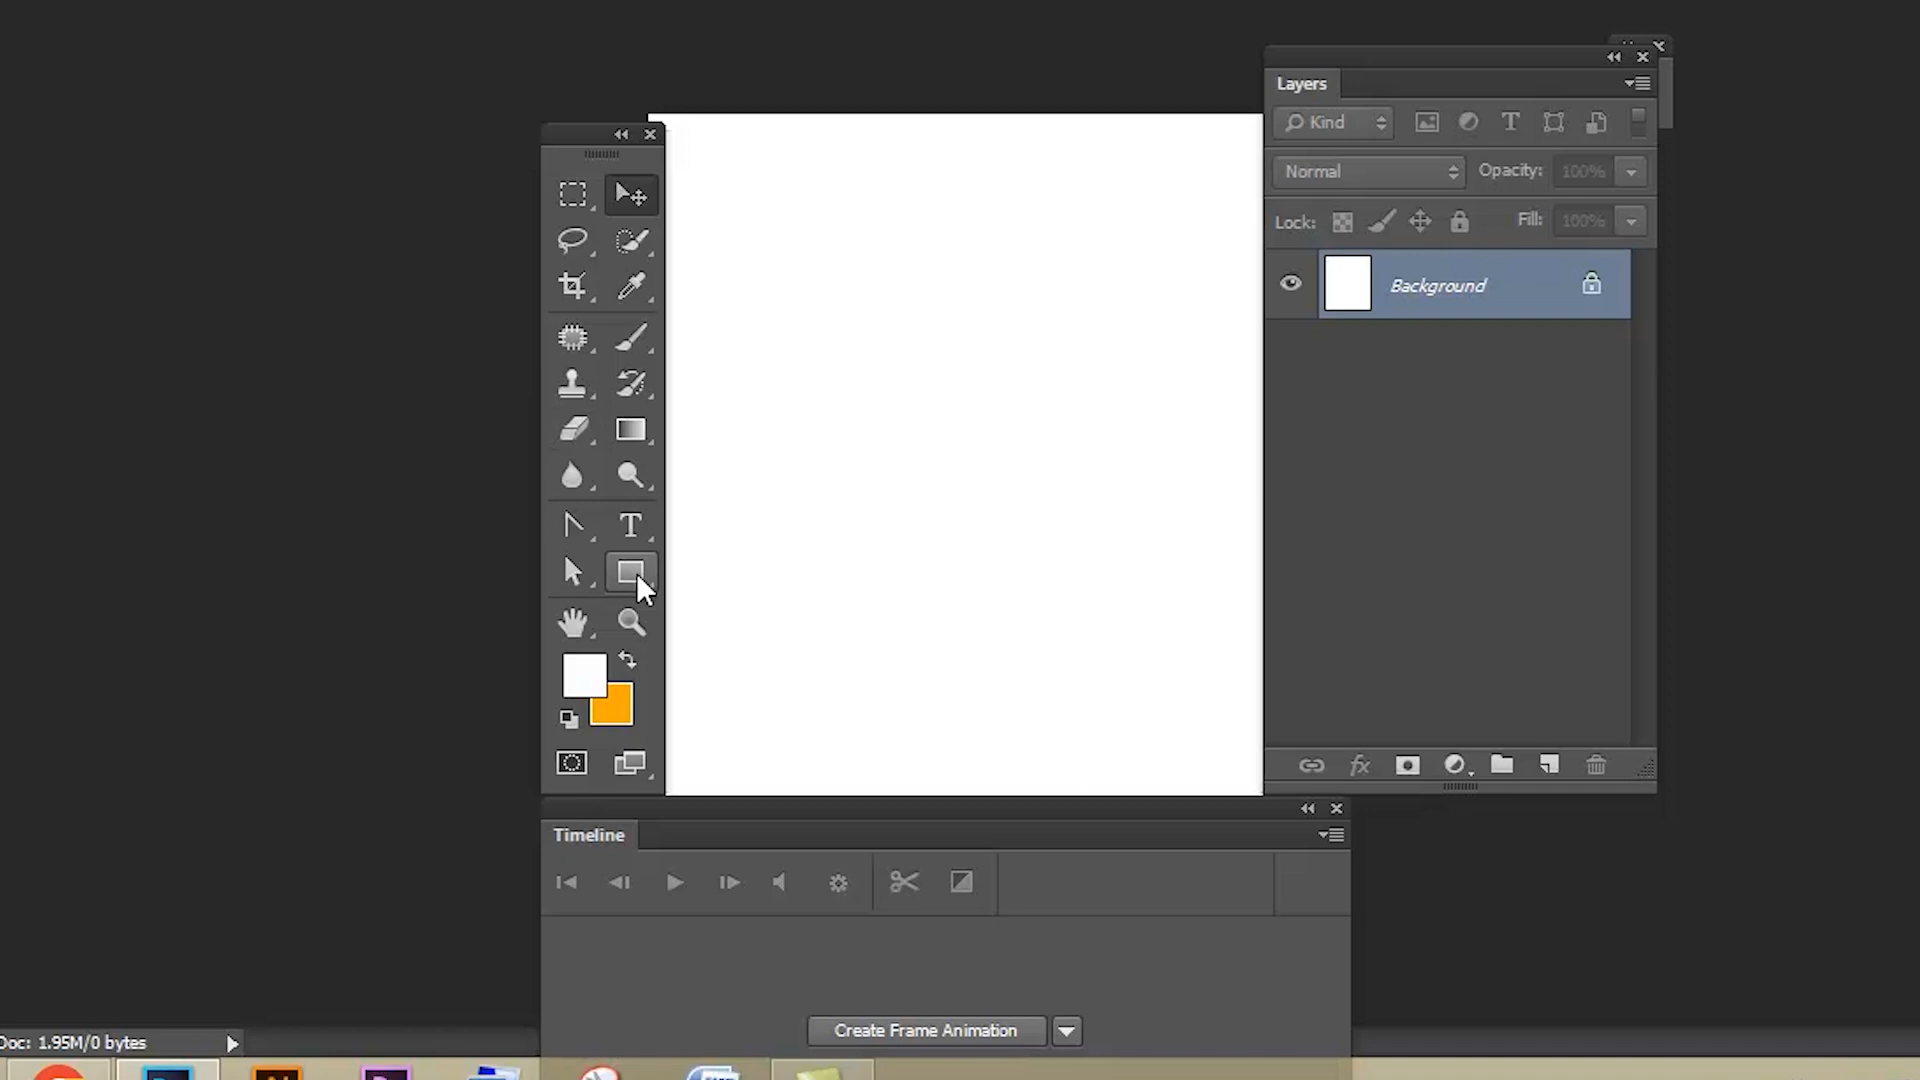 Layers
Kind
Normal Opacity: 100%
Lock: Fill: 100%
Background
Timeline
Create Frame Animation
Doc: 1.95M/0 bytes